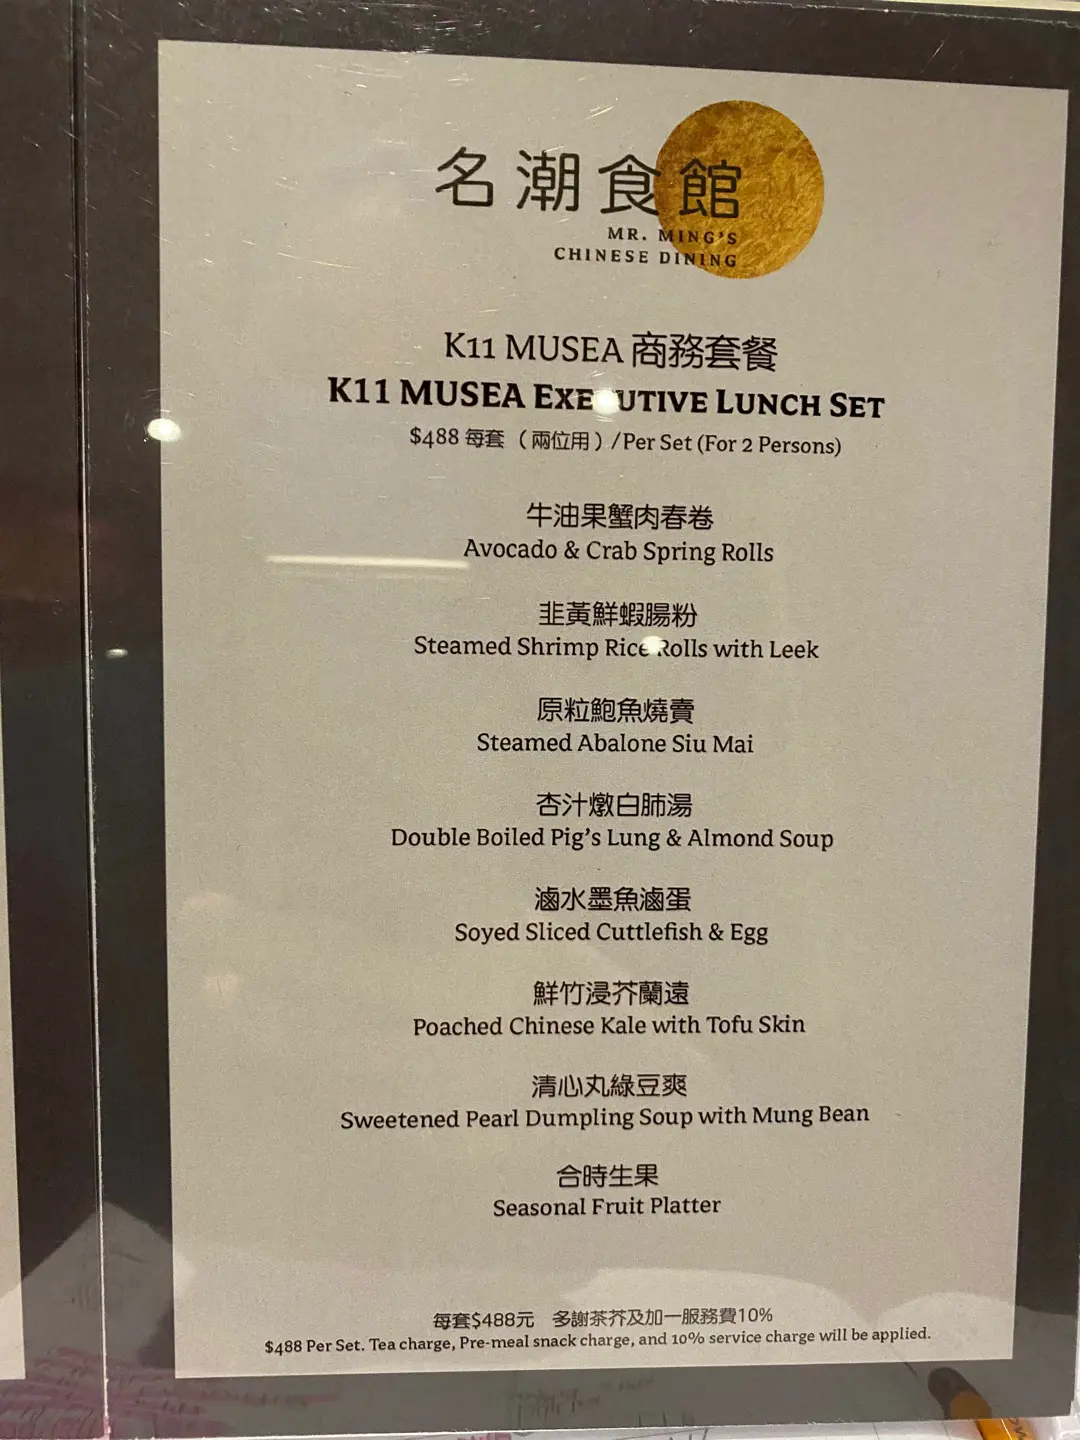 名潮食館
MR. MING'S
CHINESE DINING
K11 MUSEA 商務套餐
K11 MUSEA EXECUTIVE LUNCH SET
$488 每套（兩位用）/Per Set (For 2 Persons)
牛油果蟹肉春卷
Avocado & Crab Spring Rolls
韭黃鮮蝦腸粉
Steamed Shrimp Rice Rolls with Leek
原粒鮑魚燒賣
Steamed Abalone Siu Mai
杏汁燉白肺湯
Double Boiled Pig's Lung & Almond Soup
滷水墨魚滷蛋
Soyed Sliced Cuttlefish & Egg
鮮竹浸芥蘭遠
Poached Chinese Kale with Tofu Skin
清心丸綠豆爽
Sweetened Pearl Dumpling Soup with Mung Bean
合時生果
Seasonal Fruit Platter
每套$488元 多謝茶芥及加一服務費10%
$488 Per Set. Tea charge, Pre-meal snack charge, and 10% service charge will be applied.